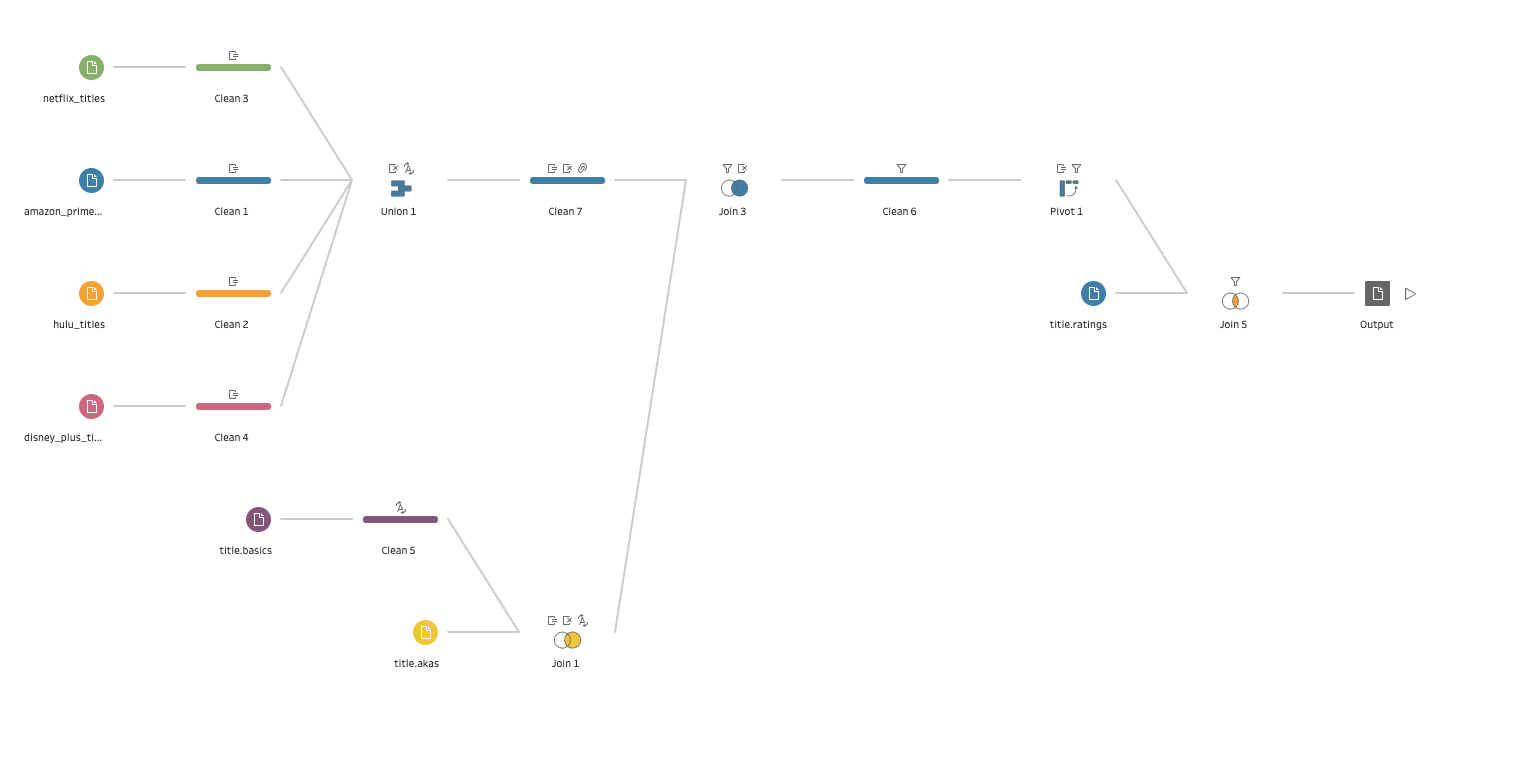 netflix_titles
Clean 3
amazon_prime...
Clean 1
Union 1
Clean 7
Join 3
Clean 6
Pivot 1
hulu_titles
Clean 2
title.ratings
Join 5
Output
disney_plus_ti...
Clean 4
title.basics
Clean 5
title.akas
Join 1